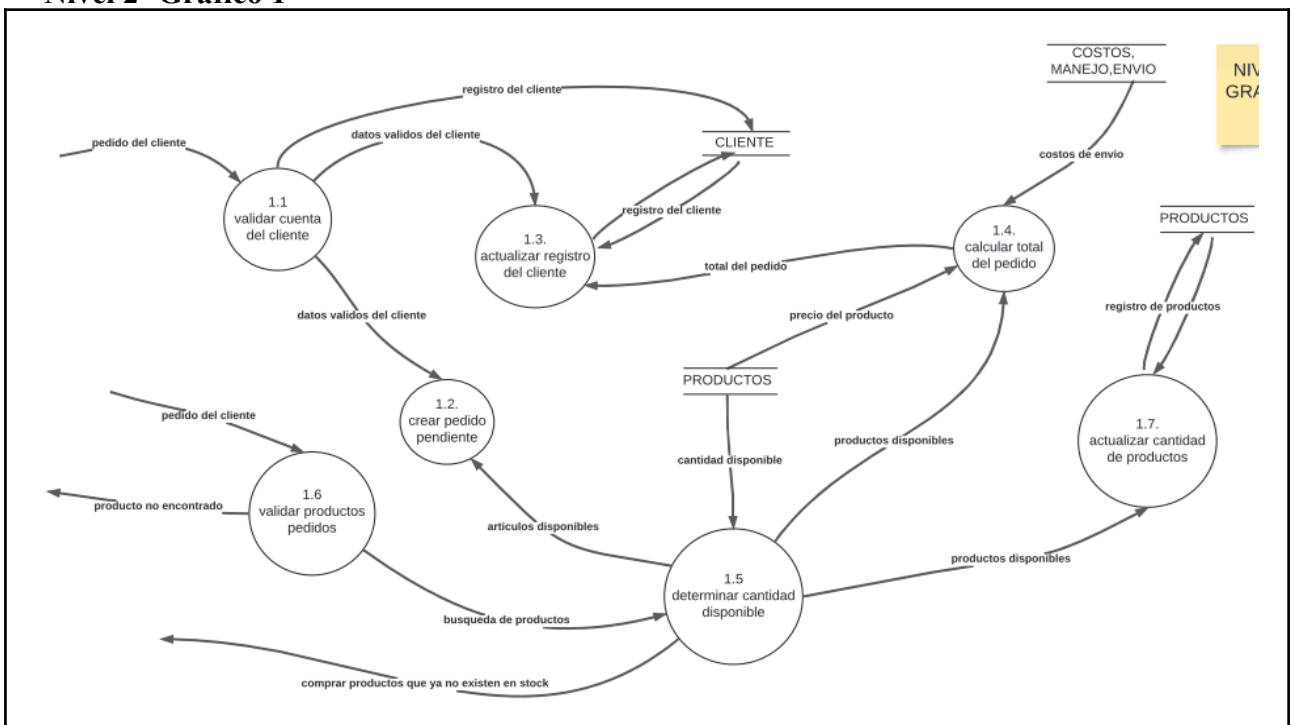 COSTOS,
MANEJO,ENVIO
NIV
GRA
registro del cliente
datos validos del cliente
pedido del cliente
CLIENTE
costos de envio
1.1
validar cuenta
del cliente
registro del cliente
PRODUCTOS
1.3.
actualizar registro
del cliente
1.4.
calcular total
del pedido
total del pedido
datos validos del cliente
precio del producto
registro de productos
PRODUCTOS
1.2.
crear pedido
pendiente
pedido del cliente
productos disponibles
1.7.
actualizar cantidad
de productos
cantidad disponible
1.6
validar productos
pedidos
producto no encontrado
articulos disponibles
productos disponibles
1.5
determinar cantidad
disponible
busqueda de productos
comprar productos que ya no existen en stock